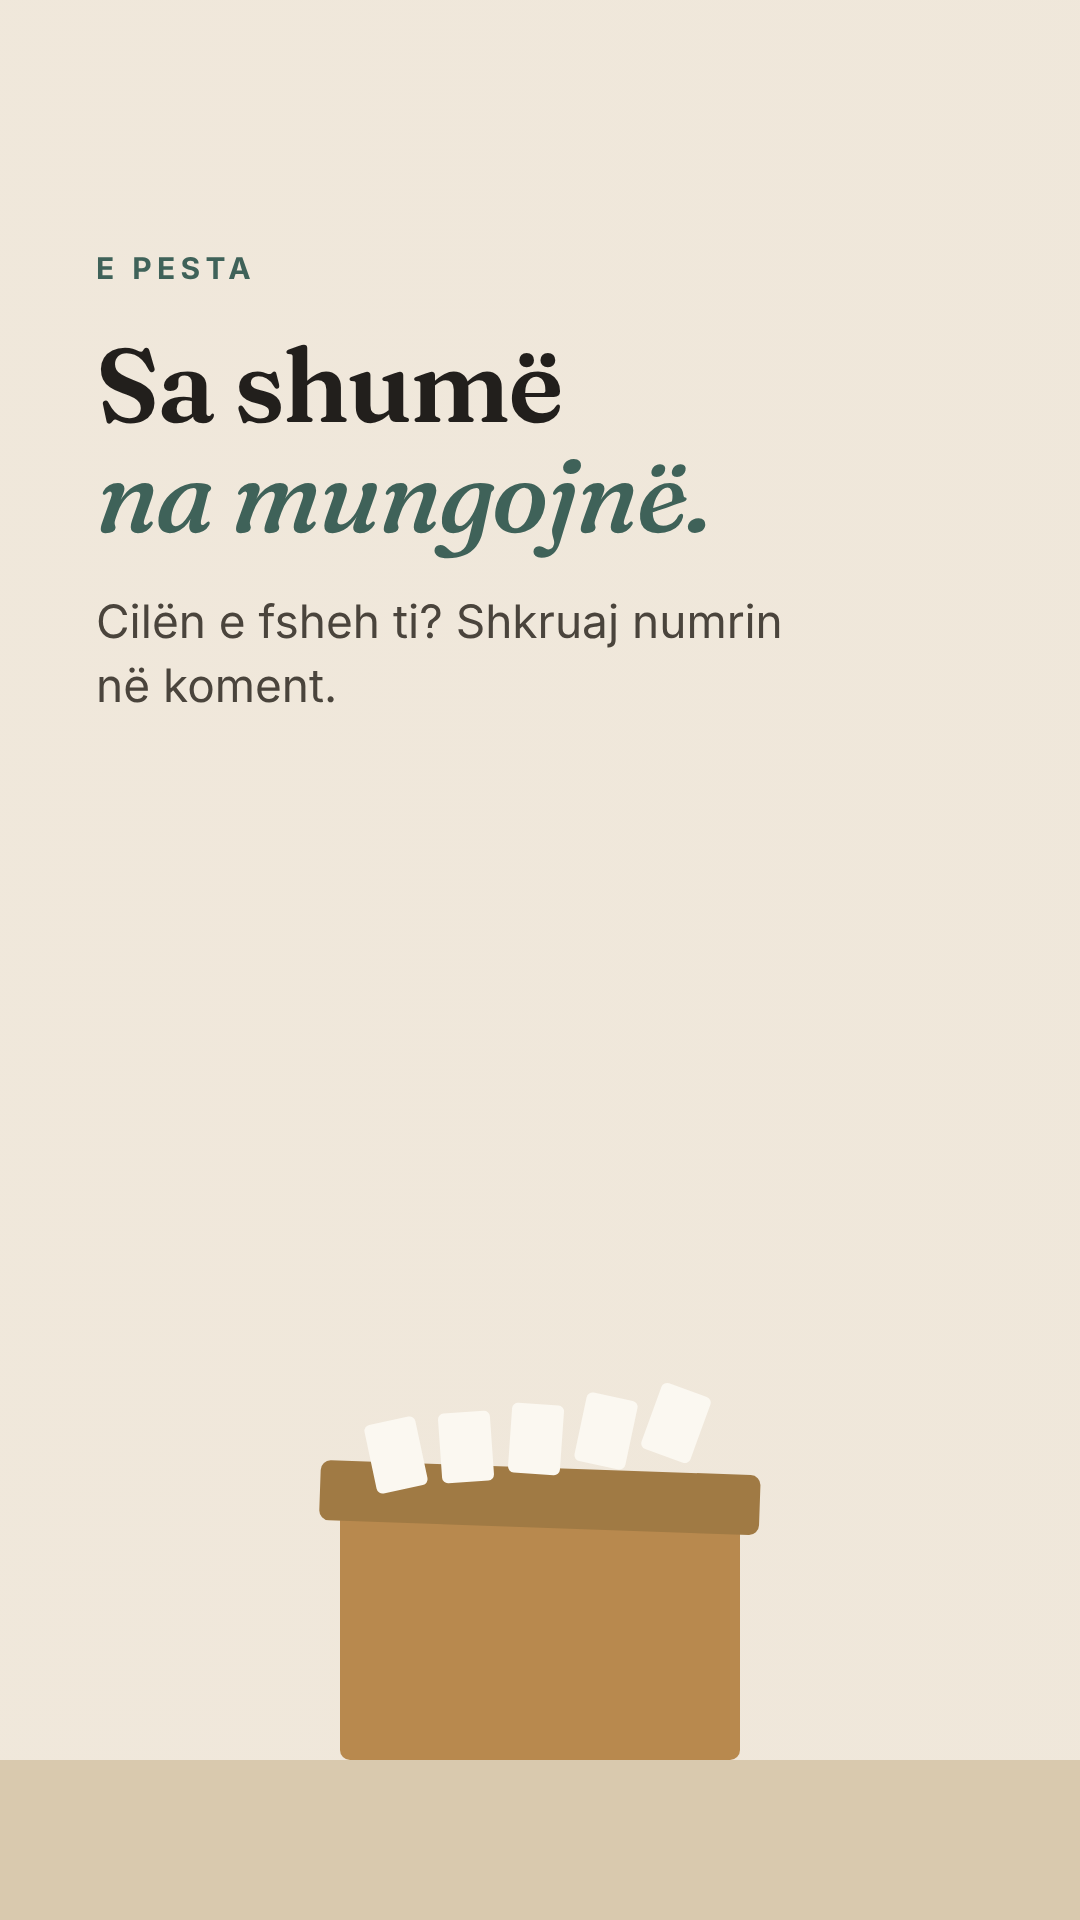 E PESTA
Sa shumë
na mungojnë.
Cilën e fsheh ti? Shkruaj numrin
në koment.